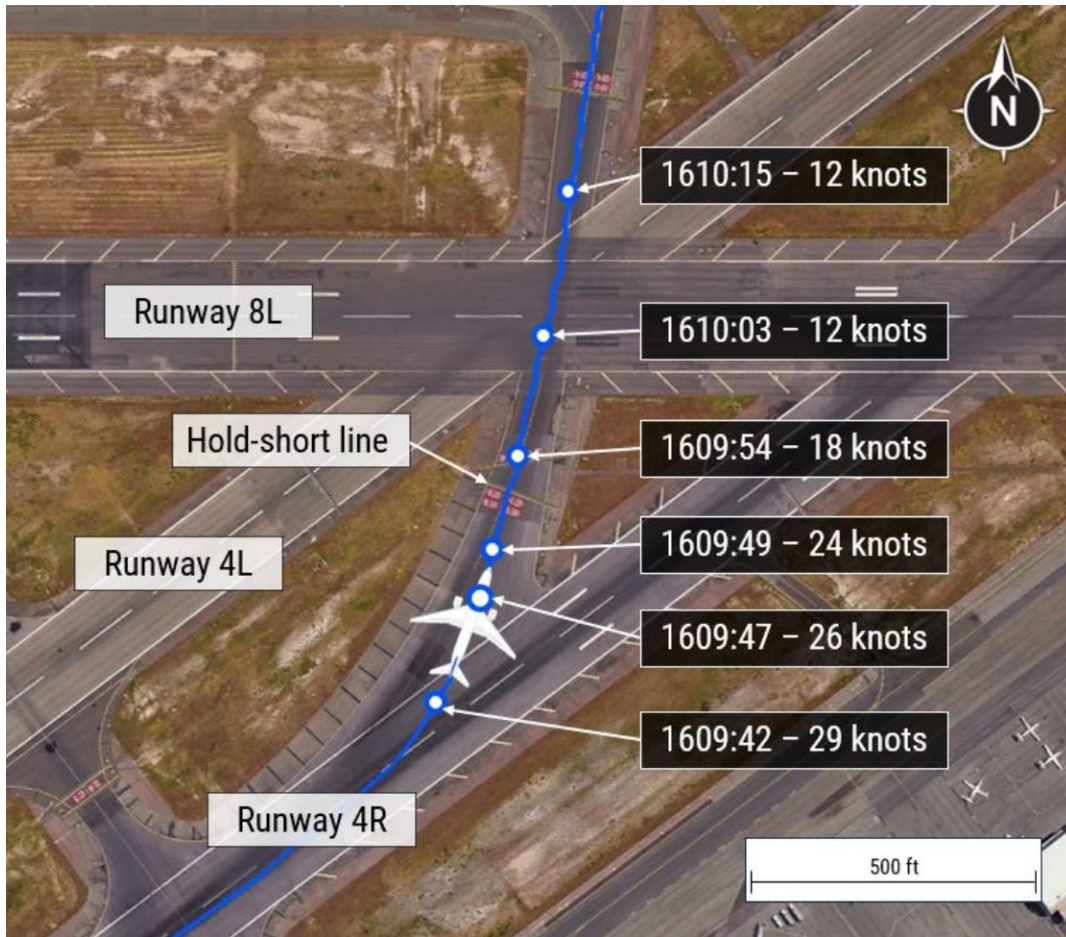 N
1610:15 – 12 knots
Runway 8L
1610:03 – 12 knots
Hold-short line
1609:54 – 18 knots
Runway 4L
1609:49 – 24 knots
1609:47 – 26 knots
1609:42 – 29 knots
Runway 4R
500 ft